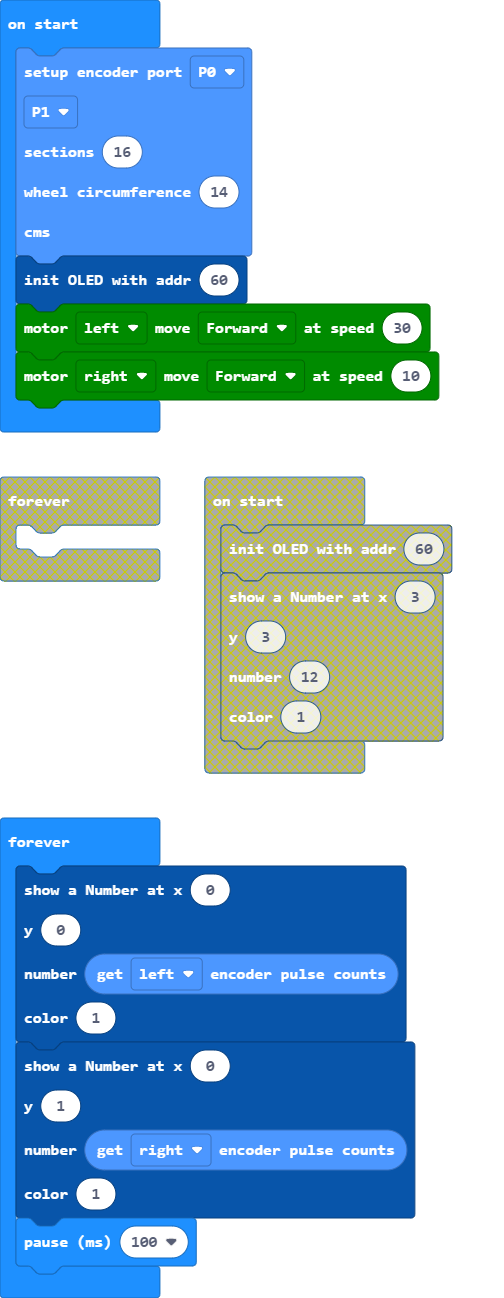 on start
setup encoder port P0
P1
sections 16
wheel circumference 14
cms
init OLED with addr 60
motor left move Forward at speed 30
motor right move Forward at speed 10
forever
on start
init OLED with addr 60
show a Number at x 3
y 3
number 12
color 1
forever
show a Number at x 0
y 0
number get left encoder pulse counts
color 1
show a Number at x 0
y 1
number get right encoder pulse counts
color 1
pause (ms) 100